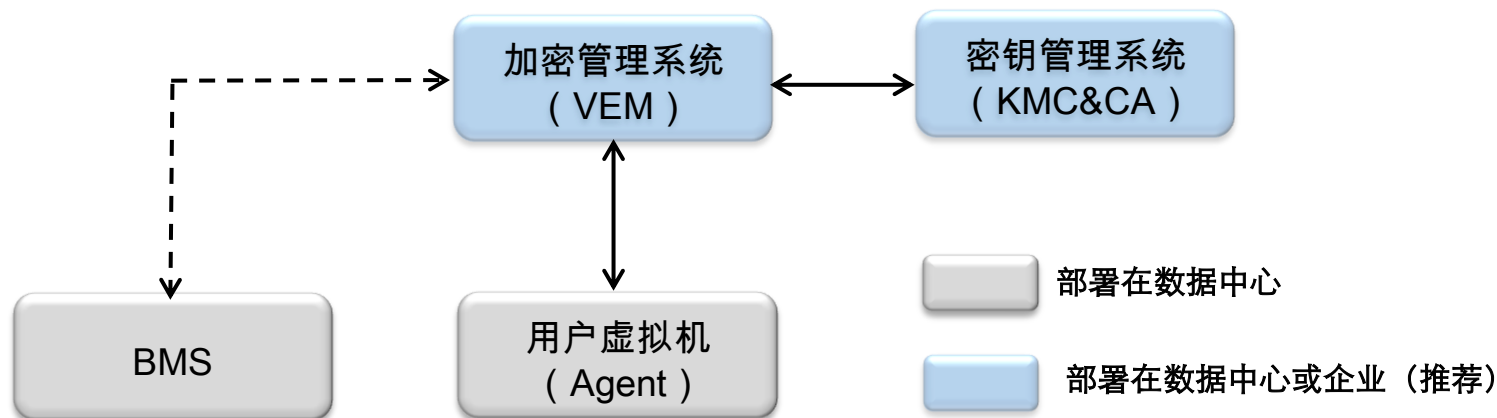 加密管理系统
（VEM）
密钥管理系统
（KMC&CA）
BMS
用户虚拟机
（Agent）
部署在数据中心
部署在数据中心或企业（推荐）